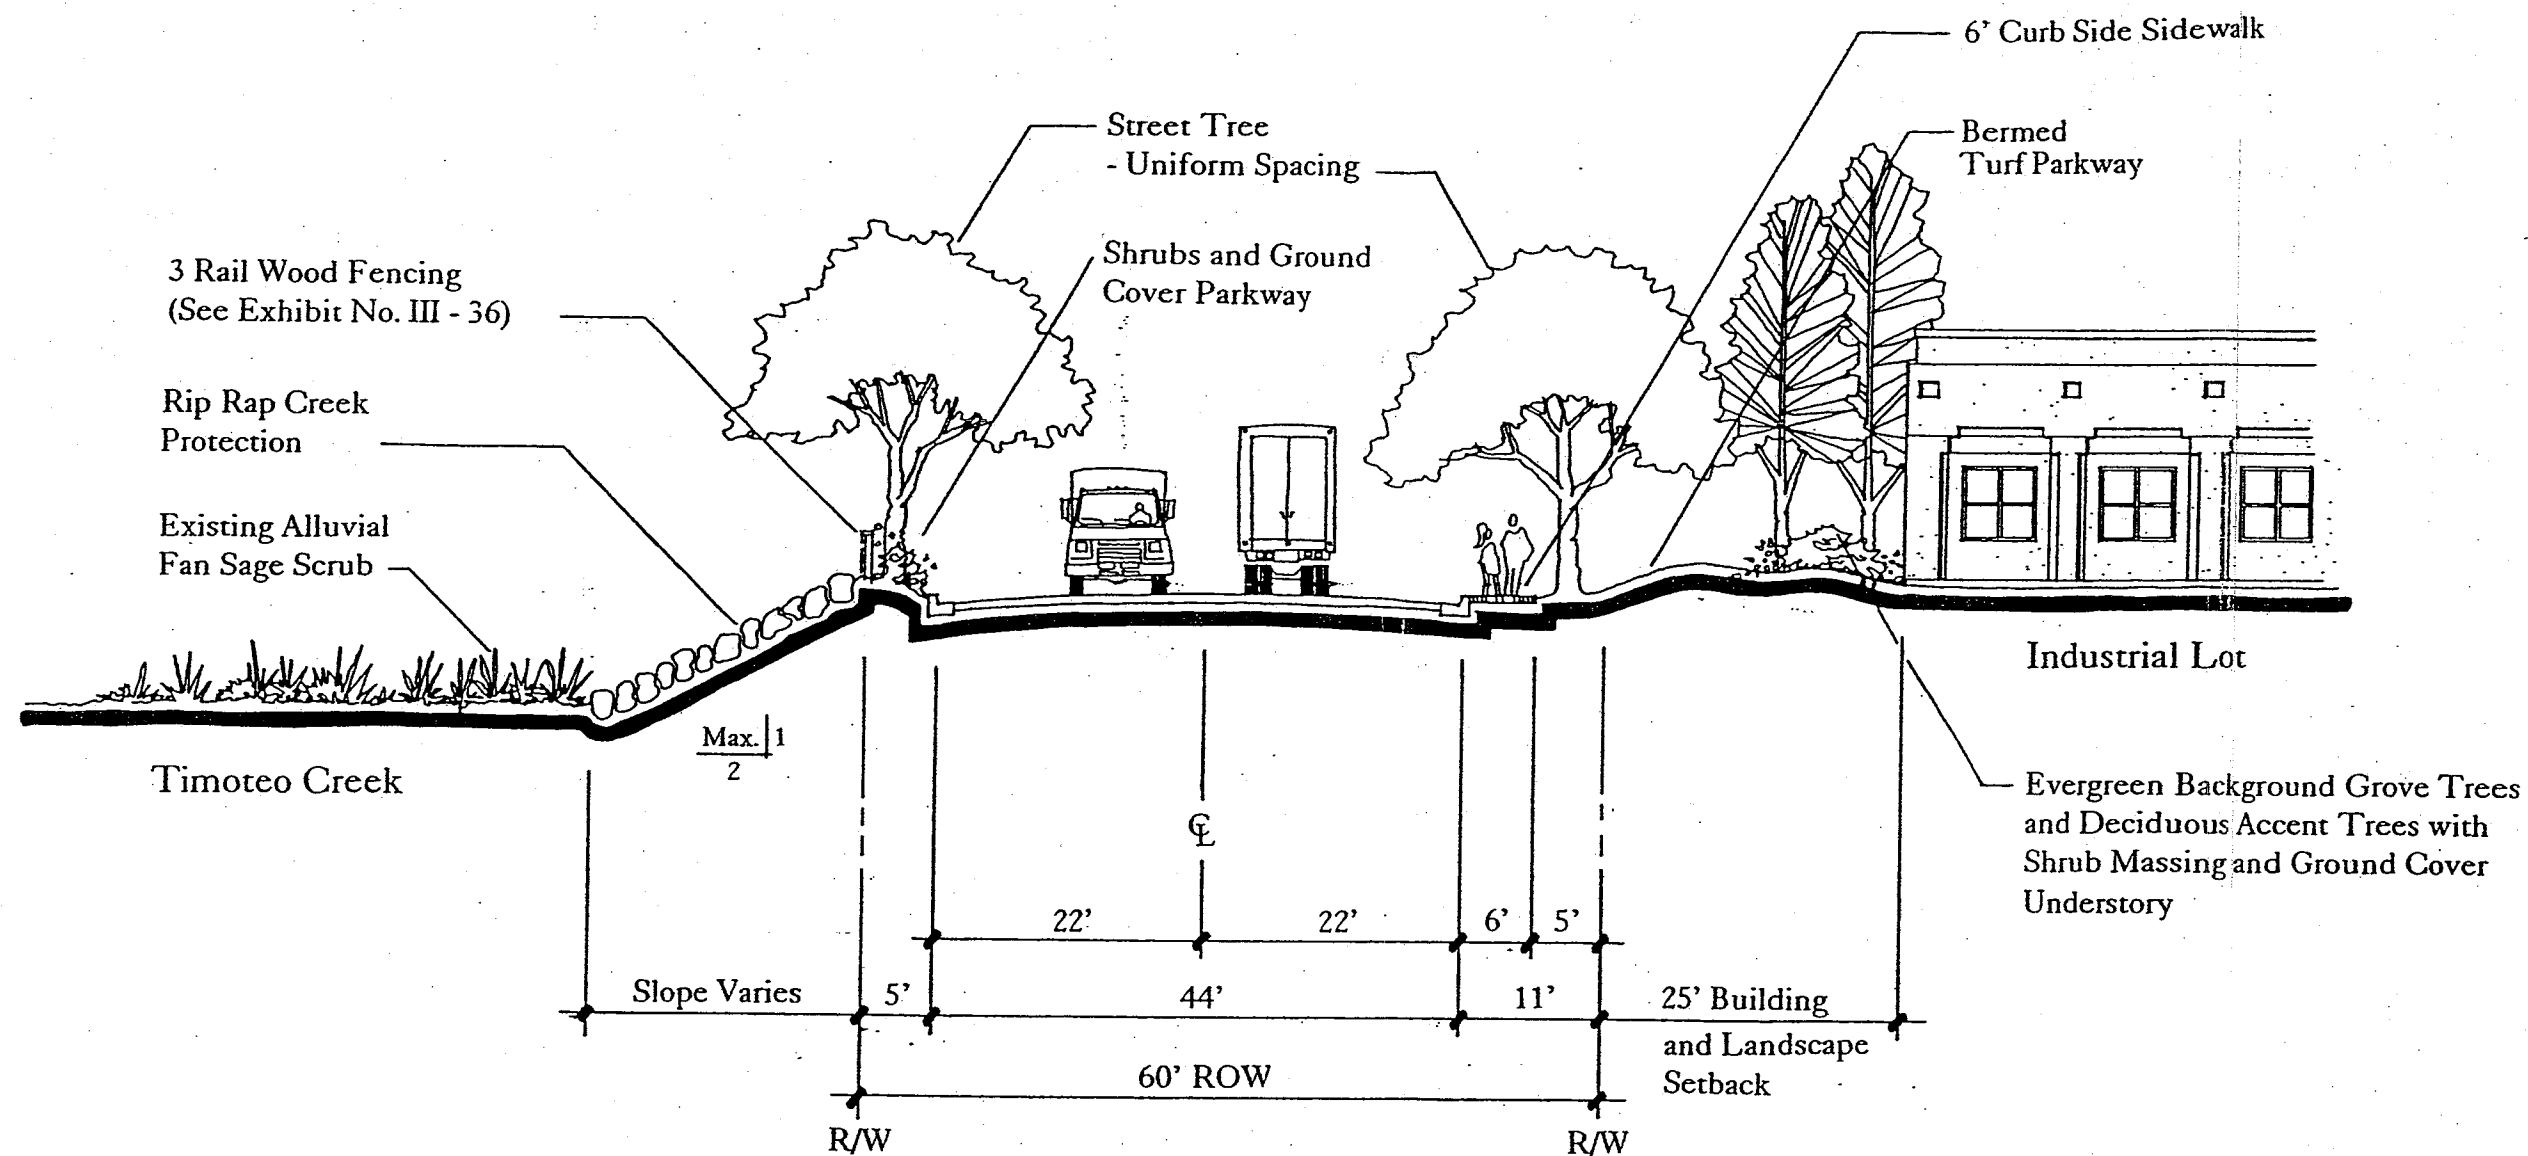 6' Curb Side Sidewalk
Street Tree
- Uniform Spacing
Bermed
Turf Parkway
Shrubs and Ground
Cover Parkway
3 Rail Wood Fencing
(See Exhibit No. III - 36)
Rip Rap Creek
Protection
Existing Alluvial
Fan Sage Scrub
Industrial Lot
Max. 1
2
Timoteo Creek
Evergreen Background Grove Trees
and Deciduous Accent Trees with
Shrub Massing and Ground Cover
Understory
℄
22' 22' 6' 5'
Slope Varies 5' 44' 11' 25' Building
and Landscape
Setback
60' ROW
R/W R/W